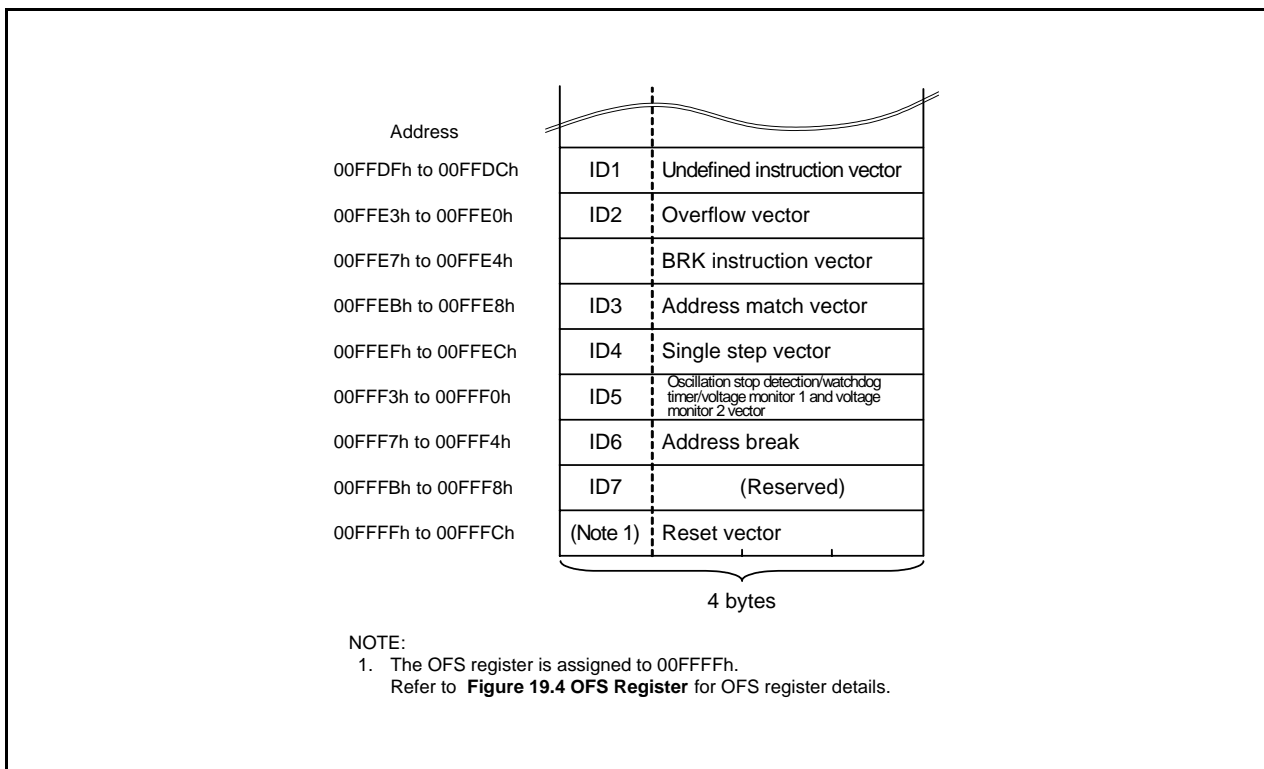 Address
00FFDFh to 00FFDCh ID1 Undefined instruction vector
00FFE3h to 00FFE0h ID2 Overflow vector
00FFE7h to 00FFE4h BRK instruction vector
00FFEBh to 00FFE8h ID3 Address match vector
00FFEFh to 00FFECh ID4 Single step vector
00FFF3h to 00FFF0h ID5 Oscillation stop detection/watchdog
timer/voltage monitor 1 and voltage
monitor 2 vector
00FFF7h to 00FFF4h ID6 Address break
00FFFBh to 00FFF8h ID7 (Reserved)
00FFFFh to 00FFFCh (Note 1) Reset vector
4 bytes
NOTE:
1. The OFS register is assigned to 00FFFFh.
Refer to Figure 19.4 OFS Register for OFS register details.